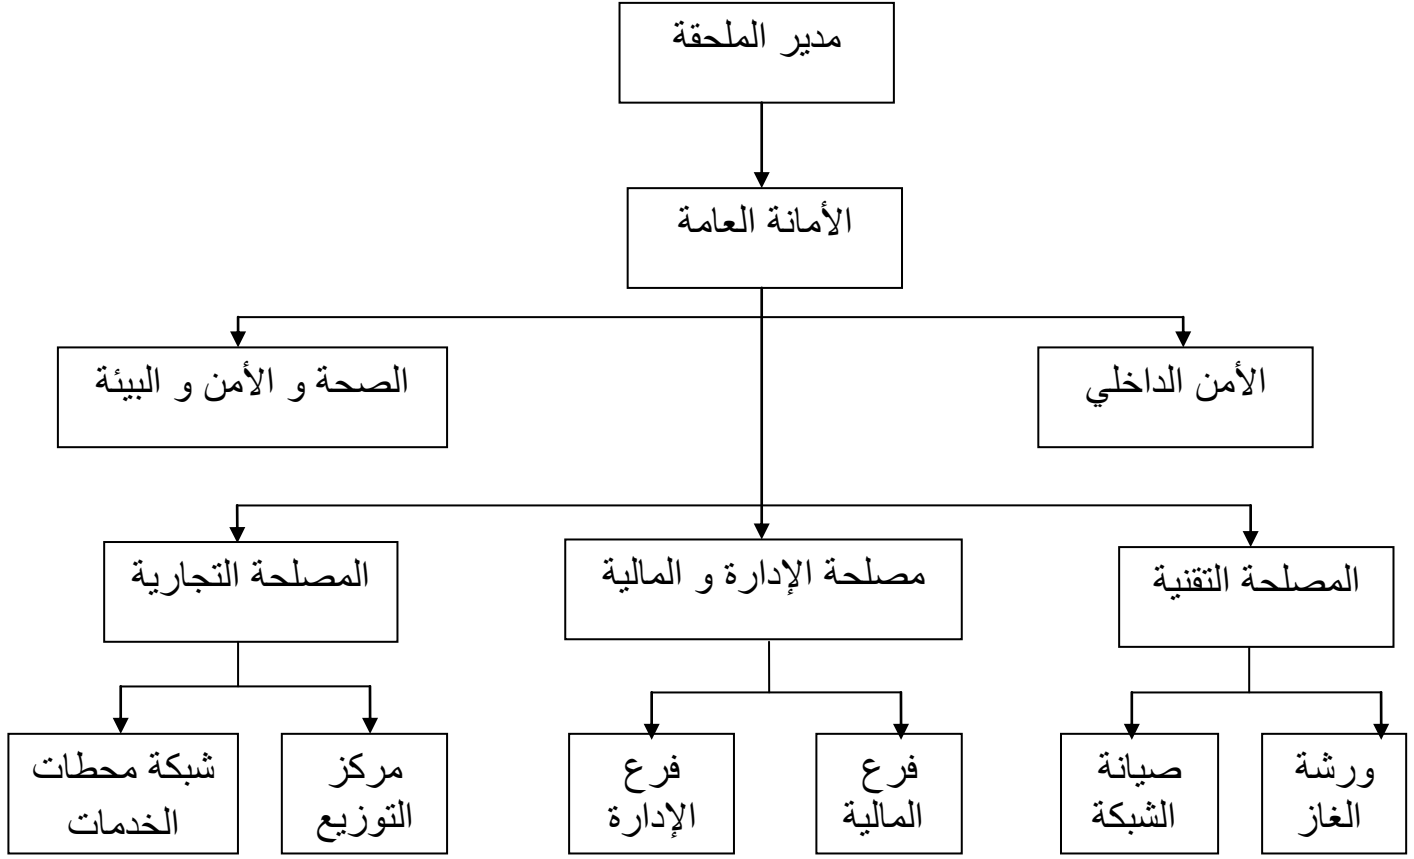 مدير الملحقة
الأمانة العامة
الأمن الداخلي
الصحة و الأمن و البيئة
المصلحة التقنية
مصلحة الإدارة و المالية
المصلحة التجارية
ورشة
الغاز
صيانة
الشبكة
فرع
المالية
فرع
الإدارة
مركز
التوزيع
شبكة محطات
الخدمات